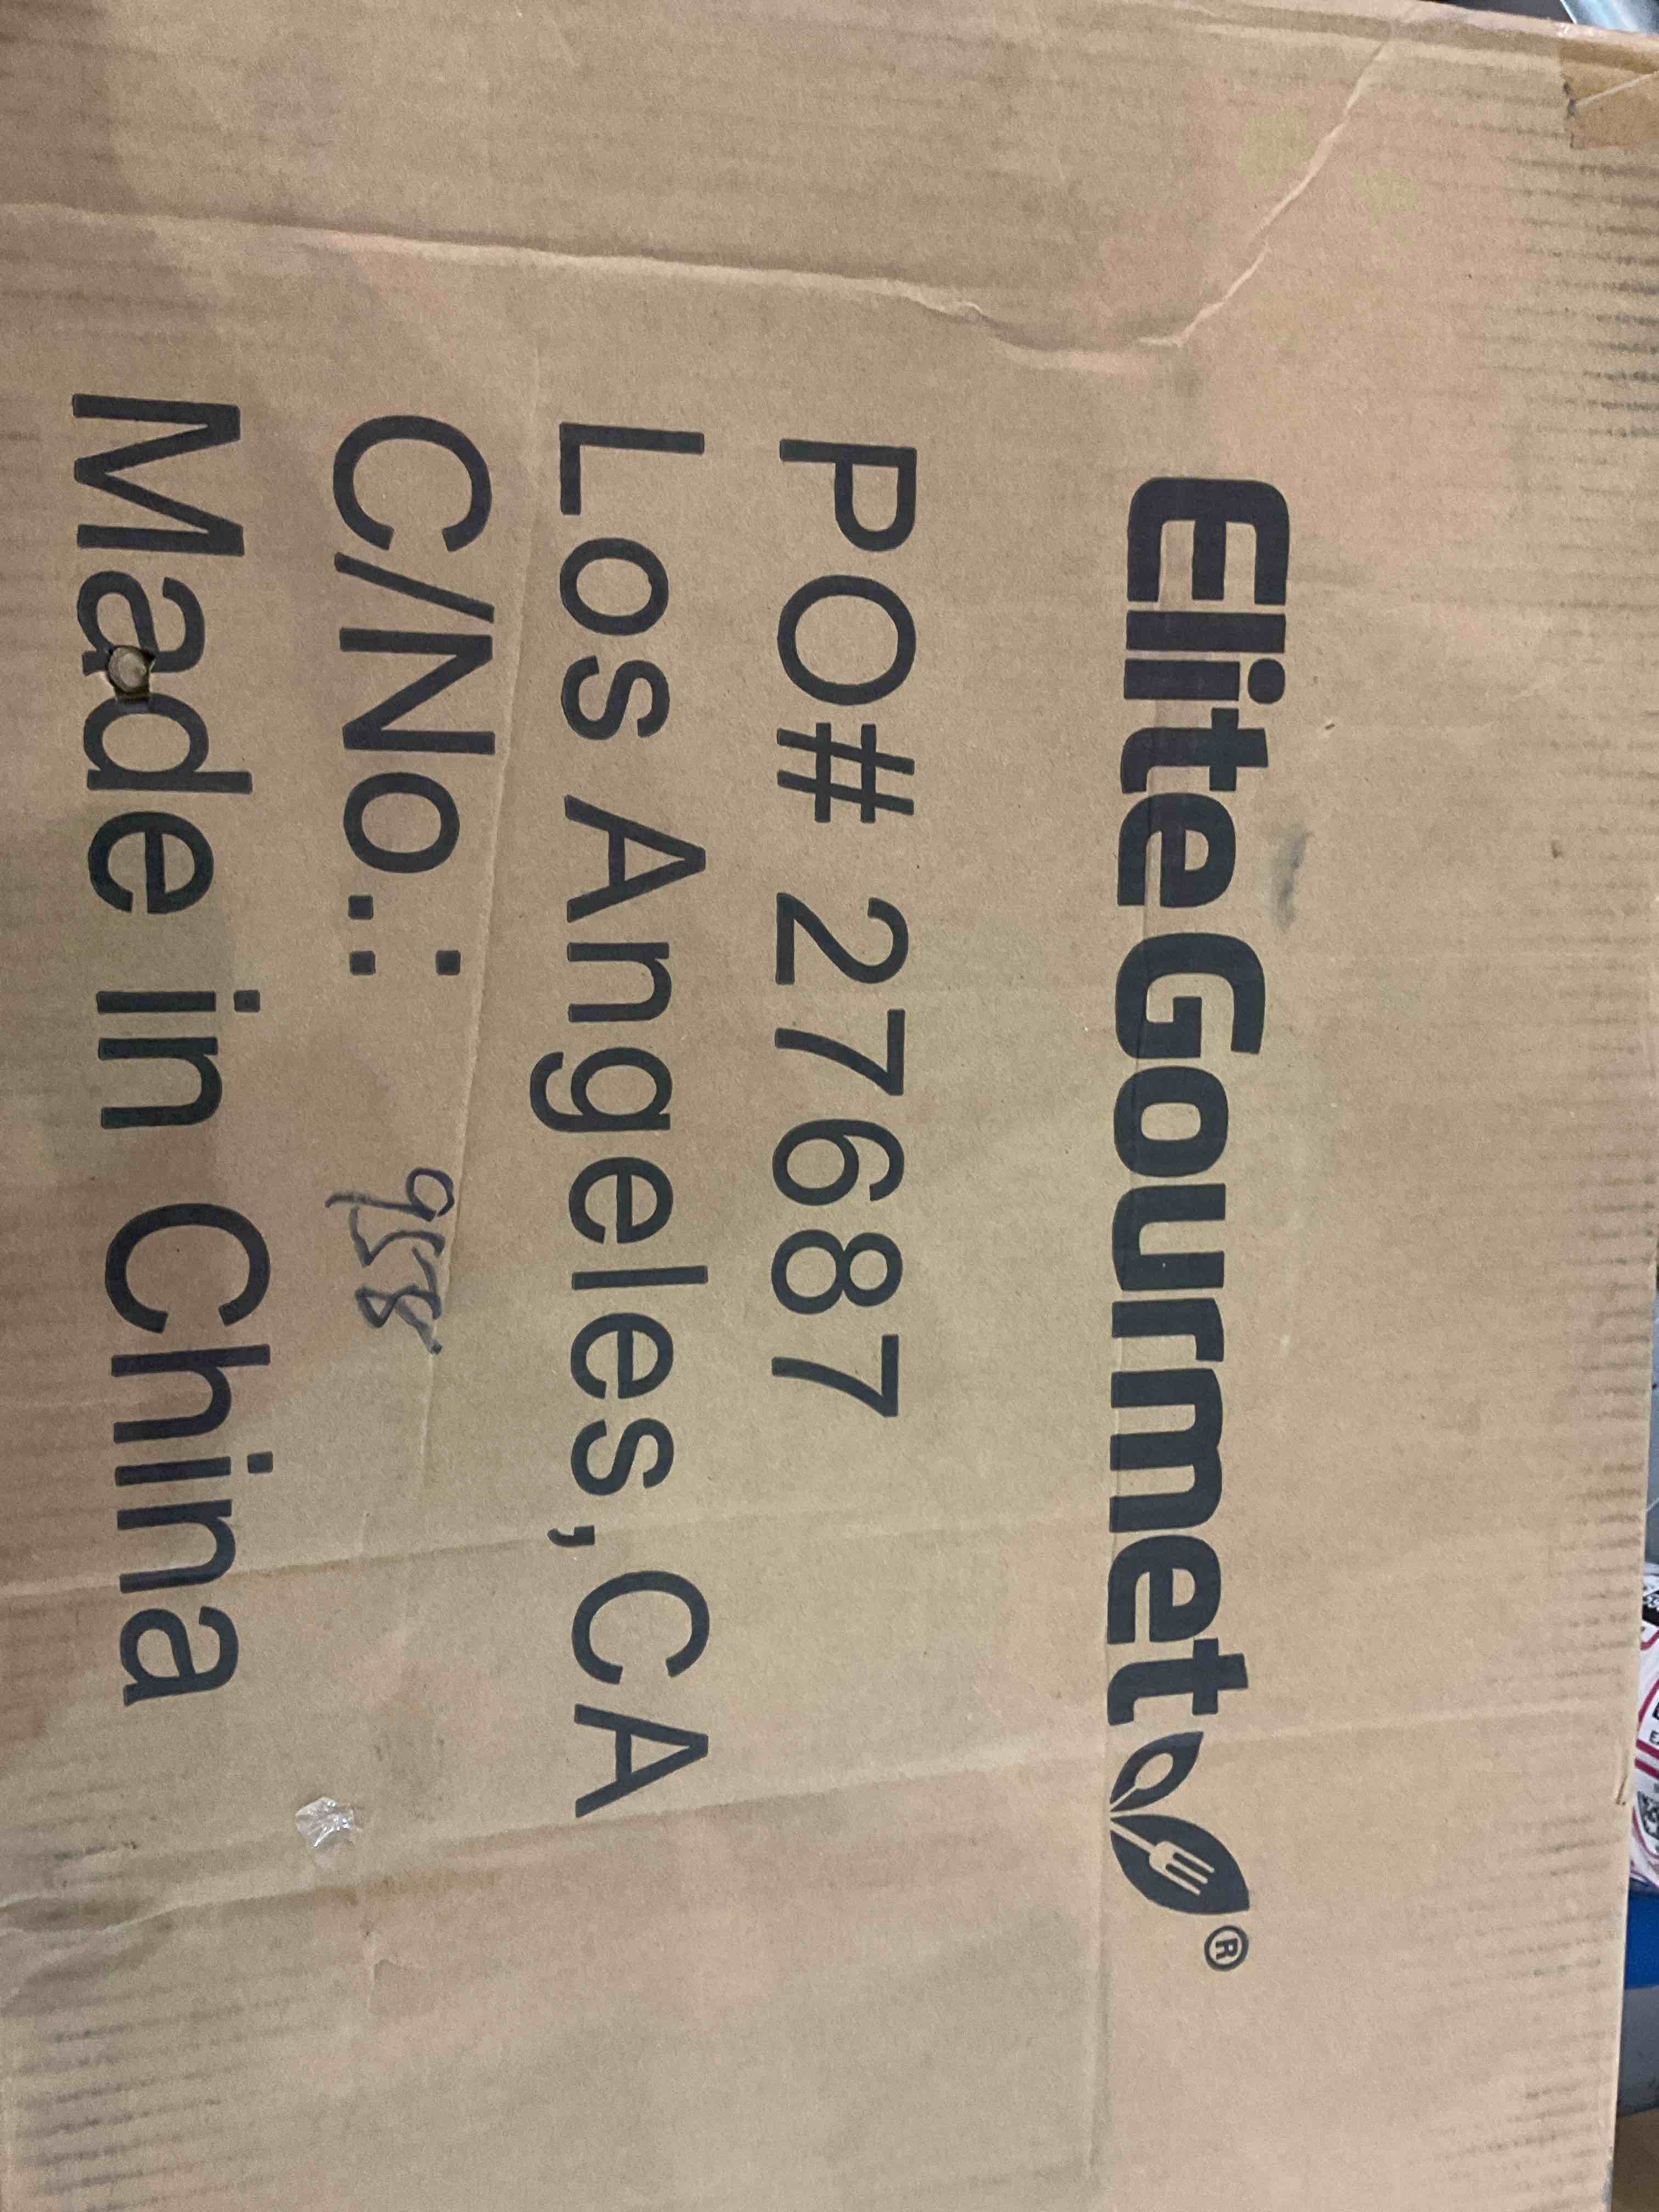 Elite Gourmet®
PO# 27687
Los Angeles,CA
C/No.: 958
Made in China